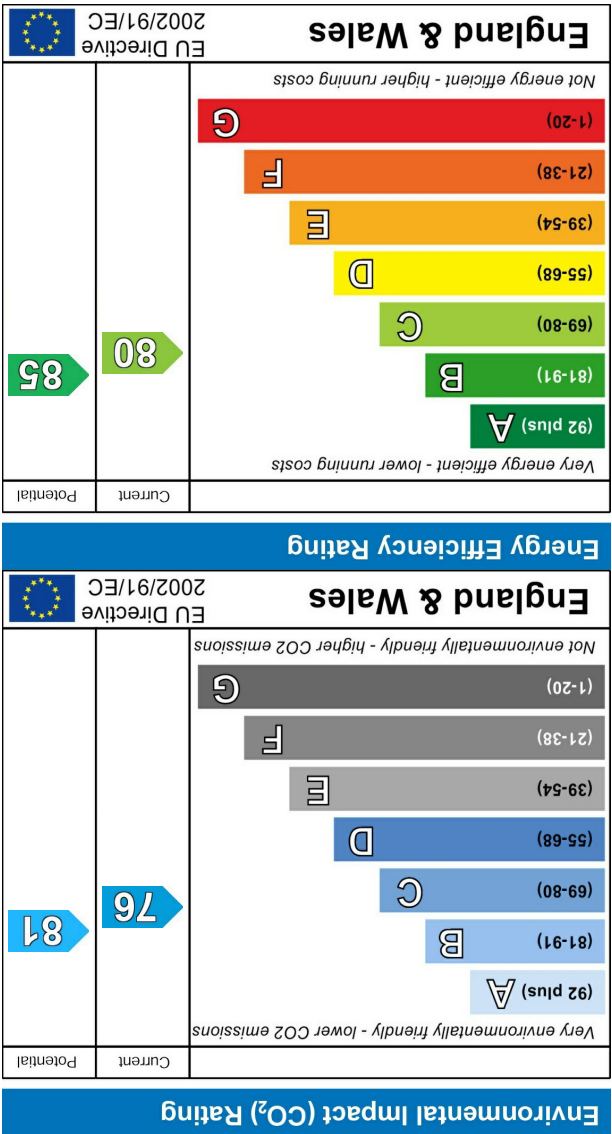 Environmental Impact (CO₂) Rating
Current Potential
Very environmentally friendly - lower CO2 emissions
(92 plus) A
(81-91) B
81
(69-80) C
76
(55-68) D
(39-54) E
(21-38) F
(1-20) G
Not environmentally friendly - higher CO2 emissions
England & Wales
EU Directive
2002/91/EC
Energy Efficiency Rating
Current Potential
Very energy efficient - lower running costs
(92 plus) A
(81-91) B
85
(69-80) C
80
(55-68) D
(39-54) E
(21-38) F
(1-20) G
Not energy efficient - higher running costs
England & Wales
EU Directive
2002/91/EC